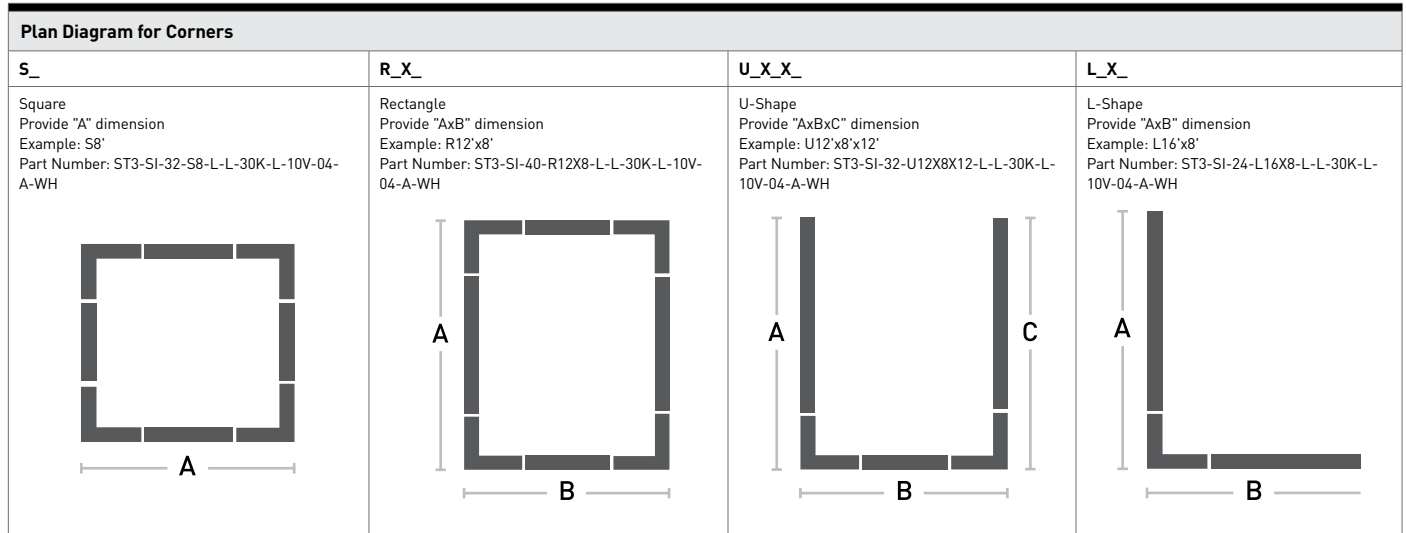 Plan Diagram for Corners
S_
Square
Provide "A" dimension
Example: S8'
Part Number: ST3-SI-32-S8-L-L-30K-L-10V-04-
A-WH
A
R_X_
Rectangle
Provide "AxB" dimension
Example: R12'x8'
Part Number: ST3-SI-40-R12X8-L-L-30K-L-10V-
04-A-WH
A
B
U_X_X_
U-Shape
Provide "AxBxC" dimension
Example: U12'x8'x12'
Part Number: ST3-SI-32-U12X8X12-L-L-30K-L-
10V-04-A-WH
A
C
B
L_X_
L-Shape
Provide "AxB" dimension
Example: L16'x8'
Part Number: ST3-SI-24-L16X8-L-L-30K-L-
10V-04-A-WH
A
B